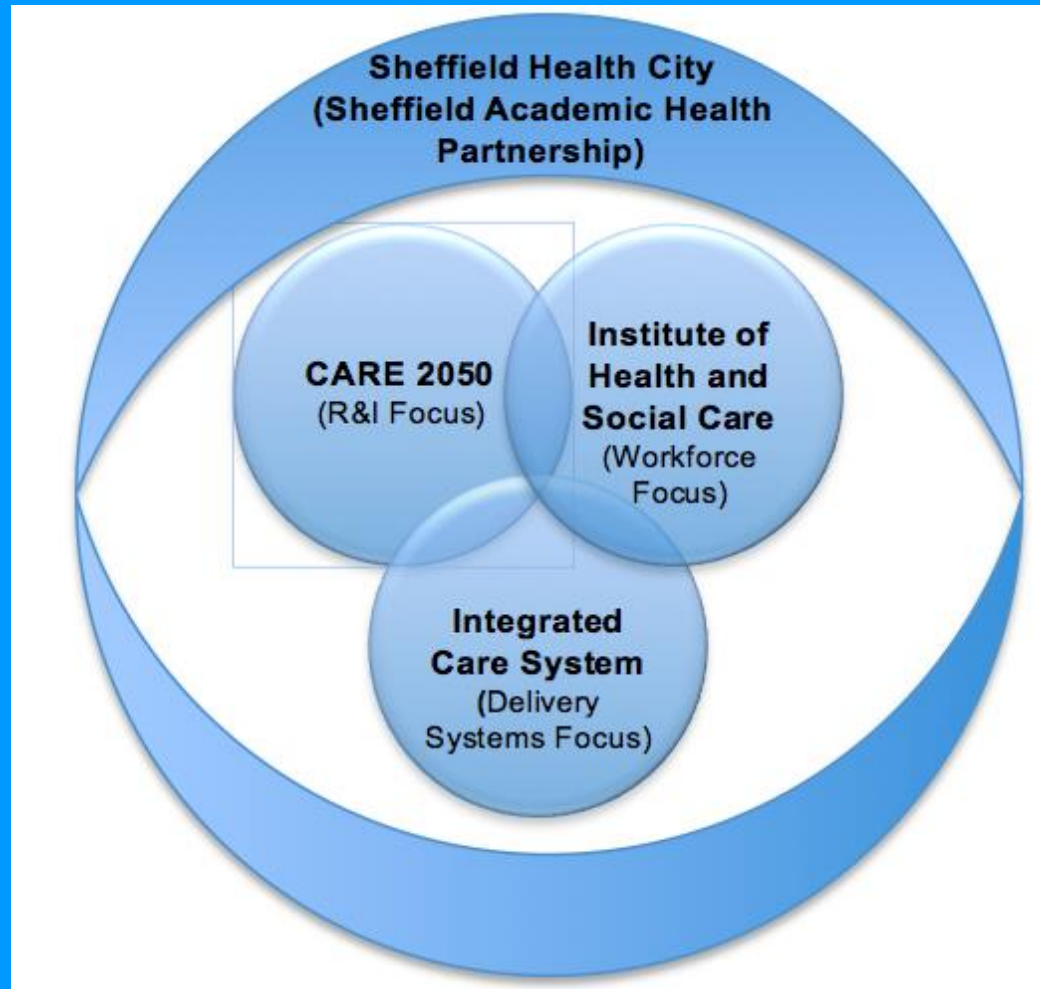 Sheffield Health City
(Sheffield Academic Health
Partnership)
CARE 2050
(R&I Focus)
Institute of
Health and
Social Care
(Workforce
Focus)
Integrated
Care System
(Delivery
Systems Focus)